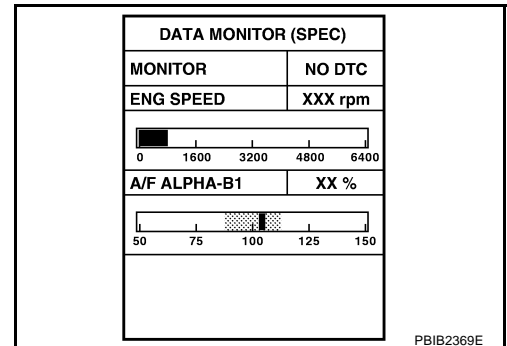 DATA MONITOR (SPEC)
MONITOR NO DTC
ENG SPEED XXX rpm
0 1600 3200 4800 6400
A/F ALPHA-B1 XX %
50 75 100 125 150
PBIB2369E